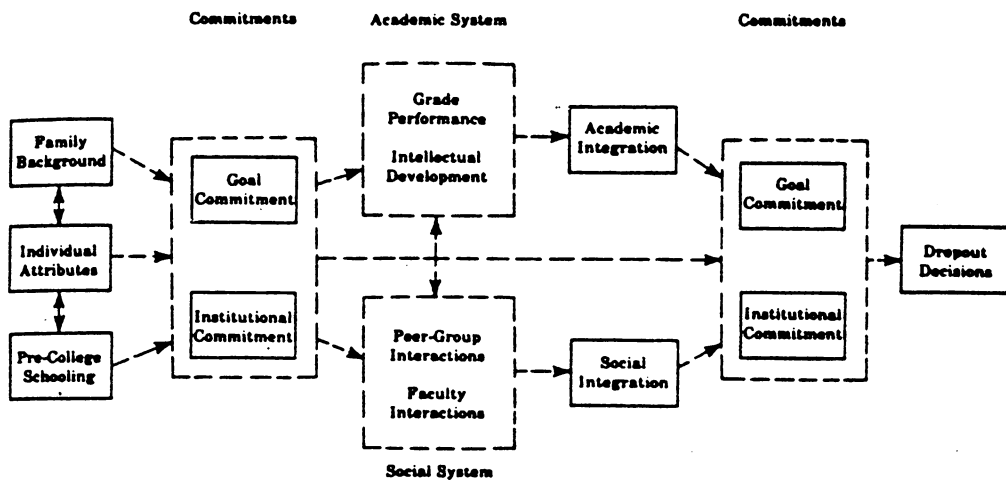 Commitments
Academic System
Commitments
Family
Background
Individual
Attributes
Pre-College
Schooling
Goal
Commitment
Institutional
Commitment
Grade
Performance
Intellectual
Development
Peer-Group
Interactions
Faculty
Interactions
Social System
Academic
Integration
Social
Integration
Goal
Commitment
Institutional
Commitment
Dropout
Decisions